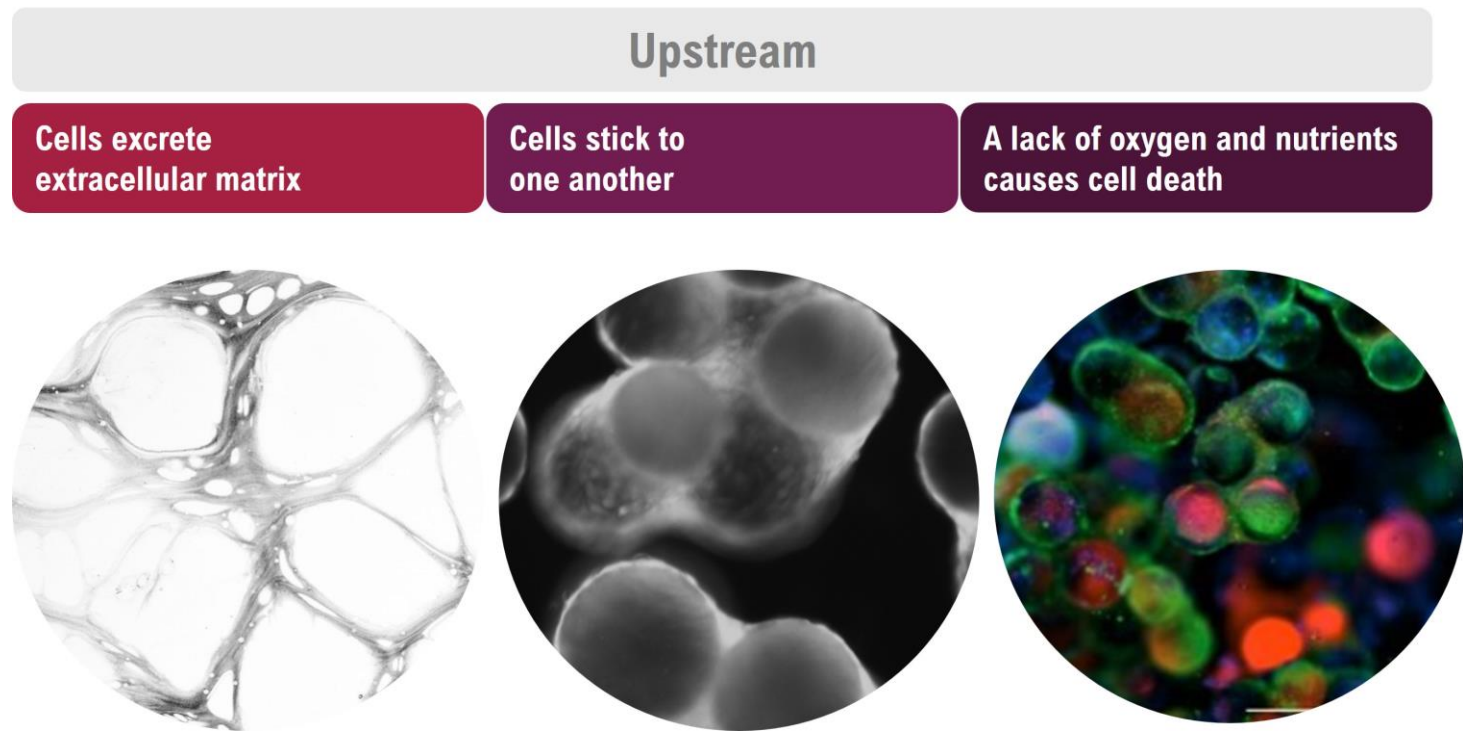 Upstream
Cells excrete
extracellular matrix
Cells stick to
one another
A lack of oxygen and nutrients
causes cell death